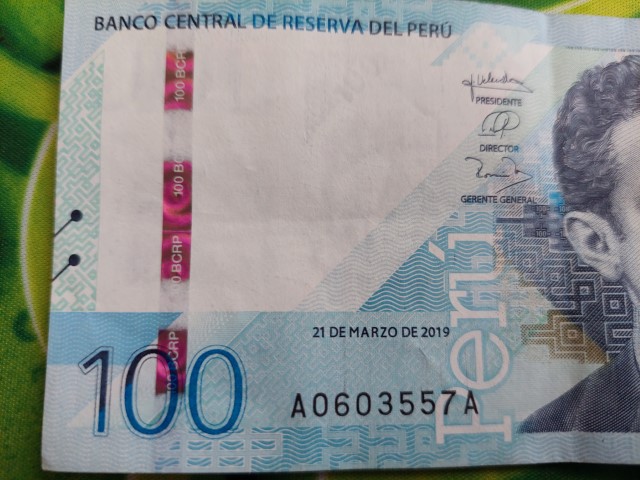 BANCO CENTRAL DE RESERVA DEL PERÚ
100 BCRP
100 BCRP
100 BC
100 BCR
100
21 DE MARZO DE 2019
A0603557A
Perú
PRESIDENTE
DIRECTOR
GERENTE GENERAL